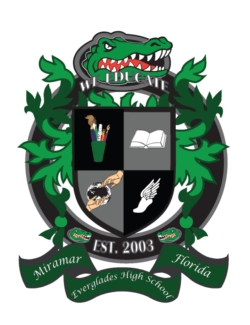 WE EDUCATE
EST. 2003
Miramar
Everglades High School
Florida